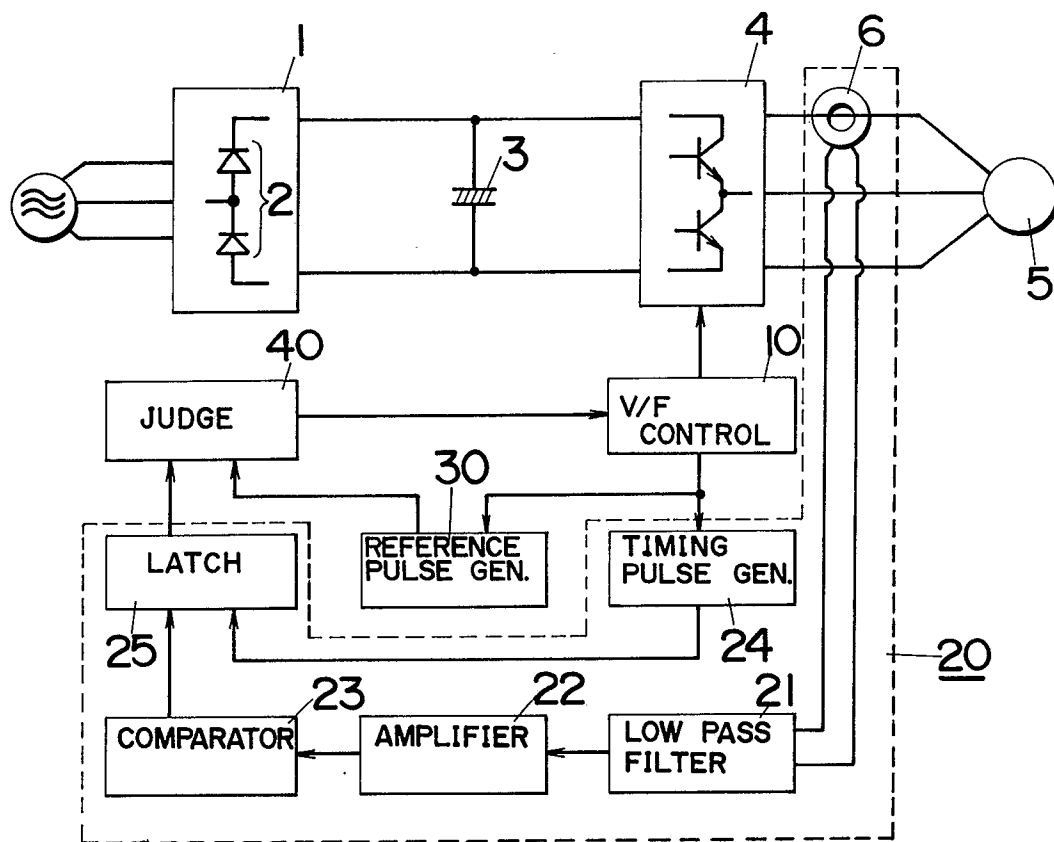 1
4
6
2
3
5
40
10
JUDGE
V/F
CONTROL
30
LATCH
REFERENCE
PULSE GEN.
TIMING
PULSE GEN.
25
24
20
23
22
21
COMPARATOR
AMPLIFIER
LOW PASS
FILTER